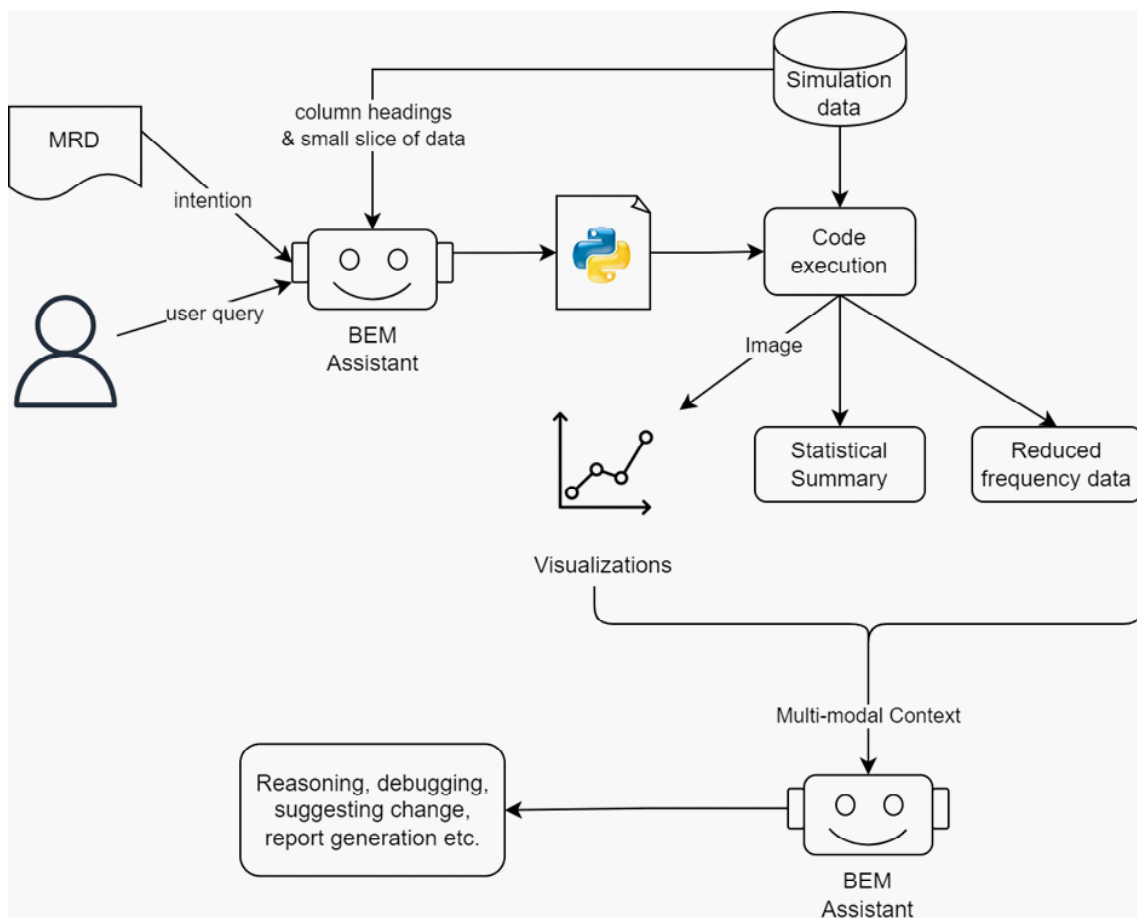 Simulation
data
column headings
& small slice of data
MRD
intention
user query
BEM
Assistant
Code
execution
Image
Statistical
Summary
Reduced
frequency data
Visualizations
Multi-modal Context
Reasoning, debugging,
suggesting change,
report generation etc.
BEM
Assistant